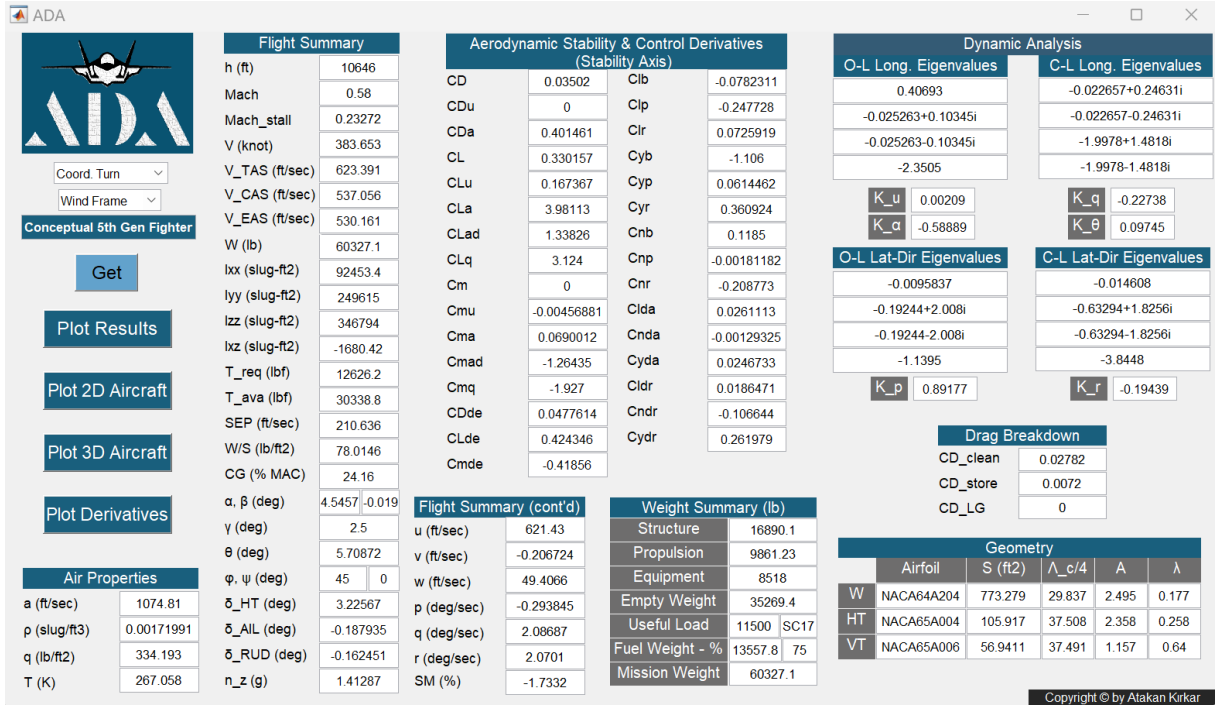 ADA
ADA
Coord. Turn
Wind Frame
Conceptual 5th Gen Fighter
Get
Plot Results
Plot 2D Aircraft
Plot 3D Aircraft
Plot Derivatives
Air Properties
a (ft/sec) 1074.81
ρ (slug/ft3) 0.00171991
q (lb/ft2) 334.193
T (K) 267.058
Flight Summary
h (ft) 10646
Mach 0.58
Mach_stall 0.23272
V (knot) 383.653
V_TAS (ft/sec) 623.391
V_CAS (ft/sec) 537.056
V_EAS (ft/sec) 530.161
W (lb) 60327.1
Ixx (slug-ft2) 92453.4
Iyy (slug-ft2) 249615
Izz (slug-ft2) 346794
Ixz (slug-ft2) -1680.42
T_req (lbf) 12626.2
T_ava (lbf) 30338.8
SEP (ft/sec) 210.636
W/S (lb/ft2) 78.0146
CG (% MAC) 24.16
α, β (deg) 4.5457 -0.019
γ (deg) 2.5
θ (deg) 5.70872
φ, ψ (deg) 45 0
δ_HT (deg) 3.22567
δ_AIL (deg) -0.187935
δ_RUD (deg) -0.162451
n_z (g) 1.41287
Aerodynamic Stability & Control Derivatives
(Stability Axis)
CD 0.03502 Clb -0.0782311
CDu 0 Clp -0.247728
CDa 0.401461 Clr 0.0725919
CL 0.330157 Cyb -1.106
CLu 0.167367 Cyp 0.0614462
CLa 3.98113 Cyr 0.360924
CLad 1.33826 Cnb 0.1185
CLq 3.124 Cnp -0.00181182
Cm 0 Cnr -0.208773
Cmu -0.00456881 Clda 0.0261113
Cma 0.0690012 Cnda -0.00129325
Cmad -1.26435 Cyda 0.0246733
Cmq -1.927 Cldr 0.0186471
CDde 0.0477614 Cndr -0.106644
CLde 0.424346 Cydr 0.261979
Cmde -0.41856
Flight Summary (cont'd)
u (ft/sec) 621.43
v (ft/sec) -0.206724
w (ft/sec) 49.4066
p (deg/sec) -0.293845
q (deg/sec) 2.08687
r (deg/sec) 2.0701
SM (%) -1.7332
Weight Summary (lb)
Structure 16890.1
Propulsion 9861.23
Equipment 8518
Empty Weight 35269.4
Useful Load 11500 SC17
Fuel Weight - % 13557.8 75
Mission Weight 60327.1
Dynamic Analysis
O-L Long. Eigenvalues C-L Long. Eigenvalues
0.40693 -0.022657+0.24631i
-0.025263+0.10345i -0.022657-0.24631i
-0.025263-0.10345i -1.9978+1.4818i
-2.3505 -1.9978-1.4818i
K_u 0.00209 K_q -0.22738
K_α -0.58889 K_θ 0.09745
O-L Lat-Dir Eigenvalues C-L Lat-Dir Eigenvalues
-0.0095837 -0.014608
-0.19244+2.008i -0.63294+1.8256i
-0.19244-2.008i -0.63294-1.8256i
-1.1395 -3.8448
K_p 0.89177 K_r -0.19439
Drag Breakdown
CD_clean 0.02782
CD_store 0.0072
CD_LG 0
Geometry
Airfoil S (ft2) Λ_c/4 A λ
W NACA64A204 773.279 29.837 2.495 0.177
HT NACA65A004 105.917 37.508 2.358 0.258
VT NACA65A006 56.9411 37.491 1.157 0.64
Copyright © by Atakan Kırkar